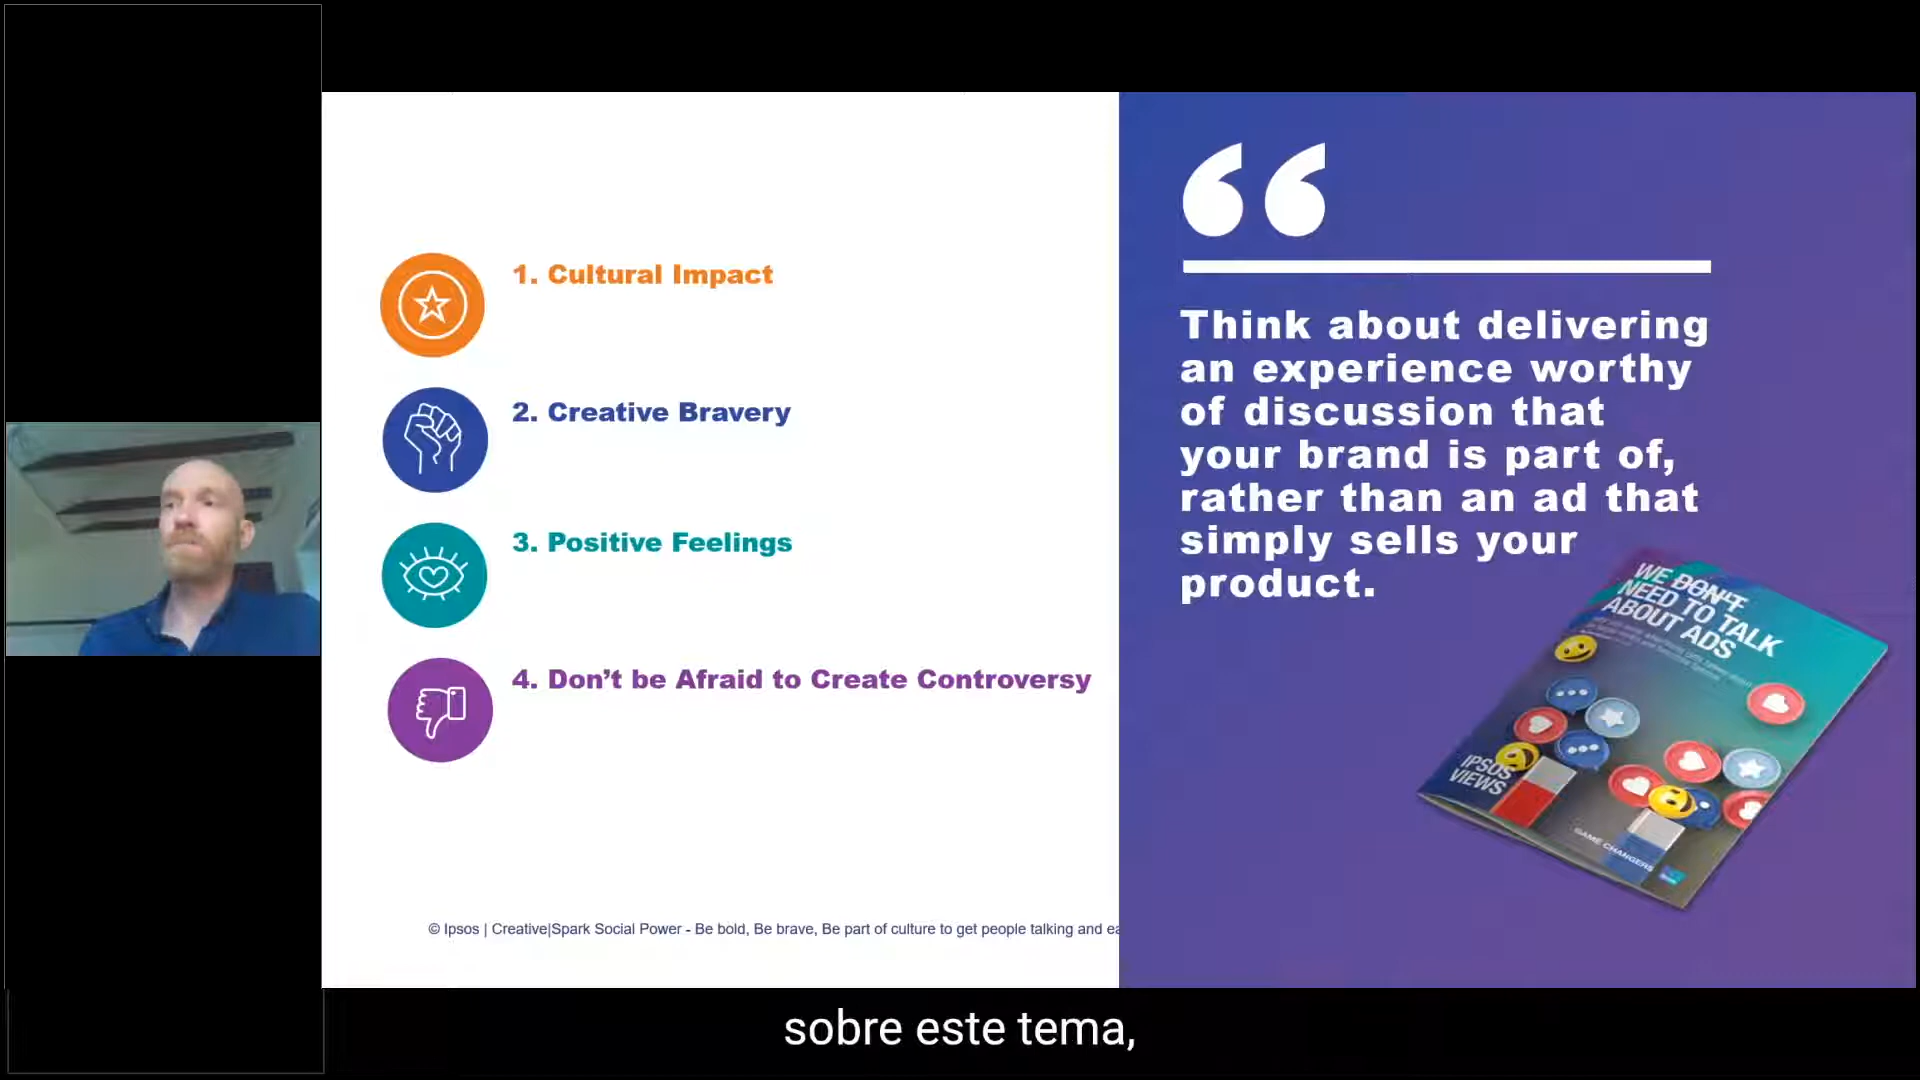 1. Cultural Impact
2. Creative Bravery
3. Positive Feelings
4. Don’t be Afraid to Create Controversy
© Ipsos | Creative|Spark Social Power - Be bold, Be brave, Be part of culture to get people talking and ea
“
Think about delivering
an experience worthy
of discussion that
your brand is part of,
rather than an ad that
simply sells your
product.
WE DON'T
NEED TO TALK
ABOUT ADS
IPSOS
VIEWS
GAME CHANGERS
sobre este tema,